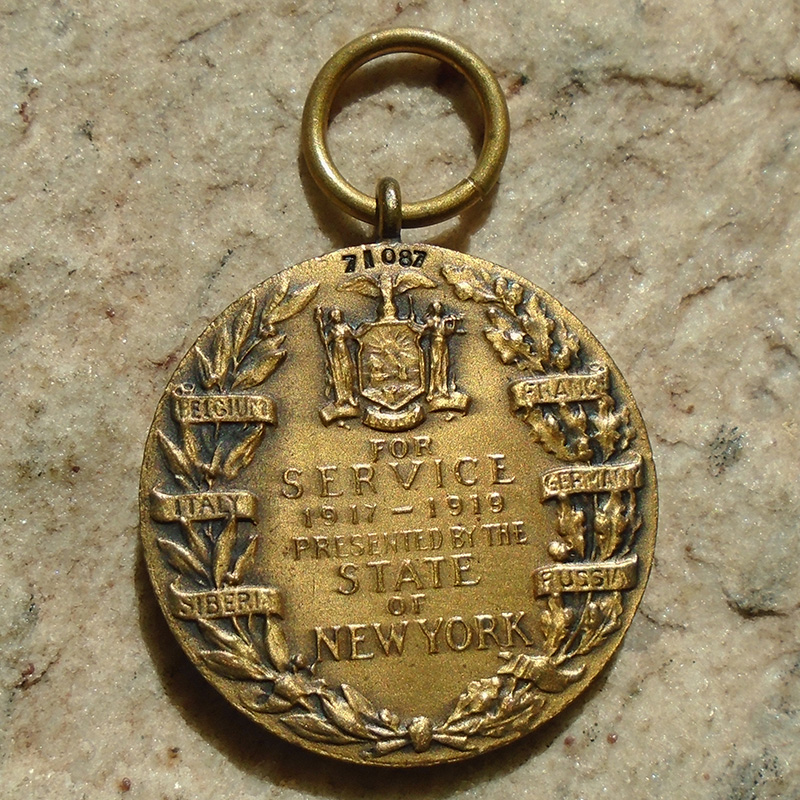 71087
BELGIUM
FRANCE
ITALY
GERMANY
SIBERIA
RUSSIA
FOR
SERVICE
1917 - 1919
PRESENTED BY THE
STATE
OF
NEW YORK